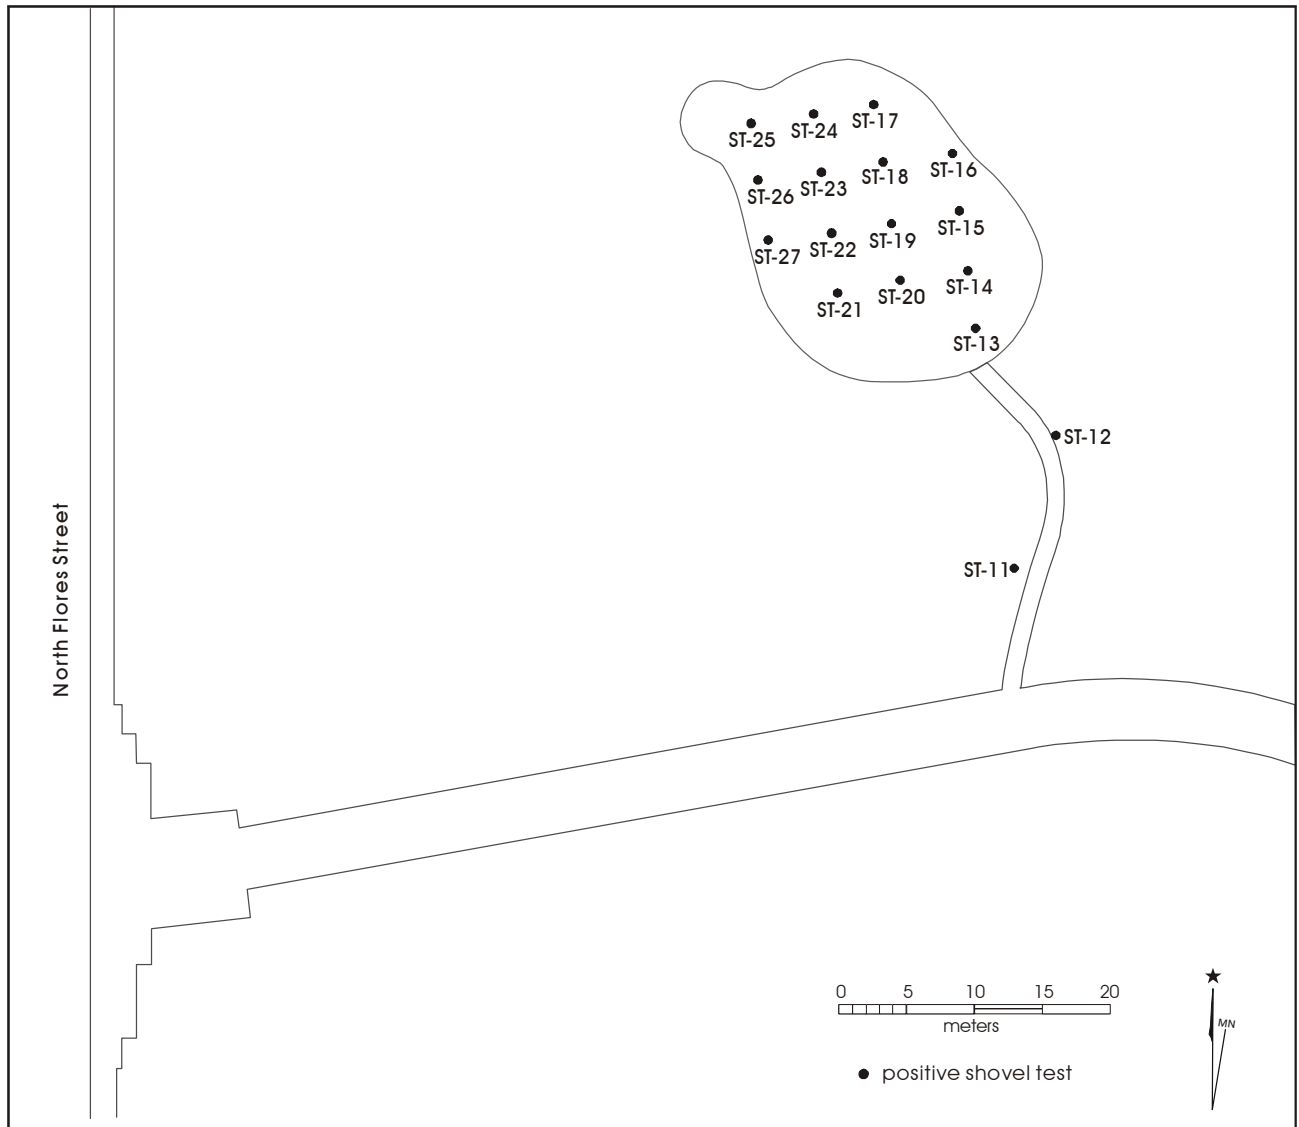 ST-17
ST-24
ST-25
ST-16
ST-18
ST-23
ST-26
ST-15
ST-19
ST-22
ST-27
ST-14
ST-20
ST-21
ST-13
ST-12
North Flores Street
ST-11
0 5 10 15 20
meters
MN
positive shovel test